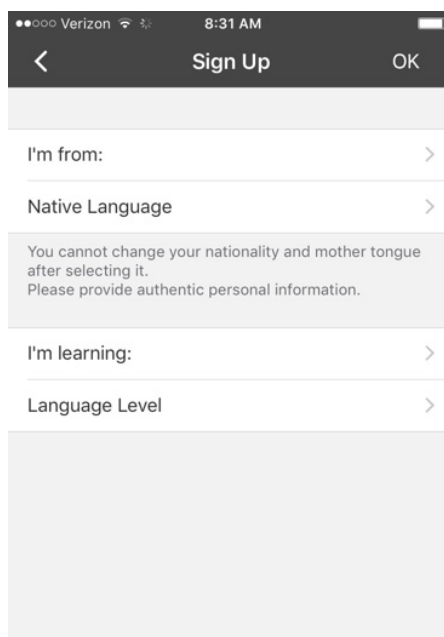 Verizon 8:31 AM
Sign Up OK
I'm from:
Native Language
You cannot change your nationality and mother tongue
after selecting it.
Please provide authentic personal information.
I'm learning:
Language Level